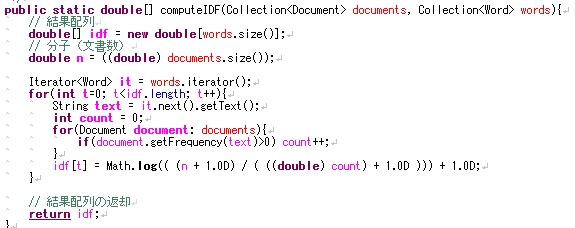 public static double[] computeIDF(Collection<Document> documents, Collection<Word> words){
// 結果配列
double[] idf = new double[words.size()];
// 分子（文書数）
double n = ((double) documents.size());
Iterator<Word> it = words.iterator();
for(int t=0; t<idf.length; t++){
String text = it.next().getText();
int count = 0;
for(Document document: documents){
if(document.getFrequency(text)>0) count++;
}
idf[t] = Math.log(( (n + 1.0D) / ( ((double) count) + 1.0D ))) + 1.0D;
}
// 結果配列の返却
return idf;
}